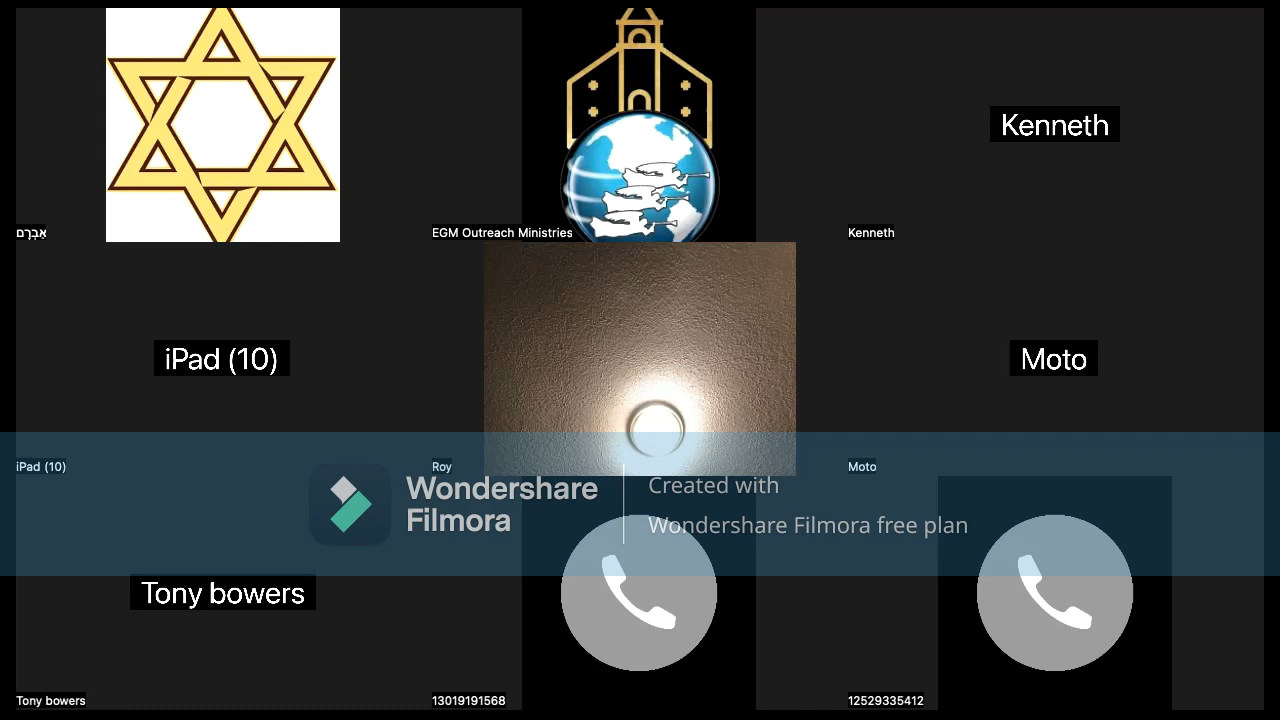 Kenneth
אַבְרָם
EGM Outreach Ministries
Kenneth
iPad (10)
Moto
iPad (10)
Roy
Moto
Wondershare
Filmora
Created with
Wondershare Filmora free plan
Tony bowers
Tony bowers
13019191568
12529335412